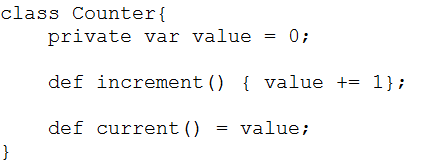 class Counter{
    private var value = 0;
    def increment() { value += 1};
    def current() = value;
}